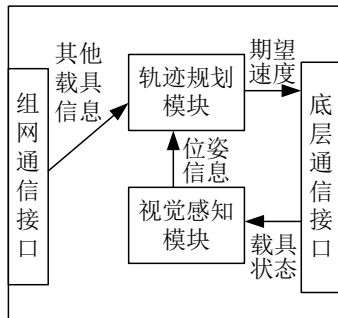 其他
载具
信息
期望
速度
轨迹规划
模块
组网通信接口
底层通信接口
位姿
信息
视觉感知
模块
载具
状态